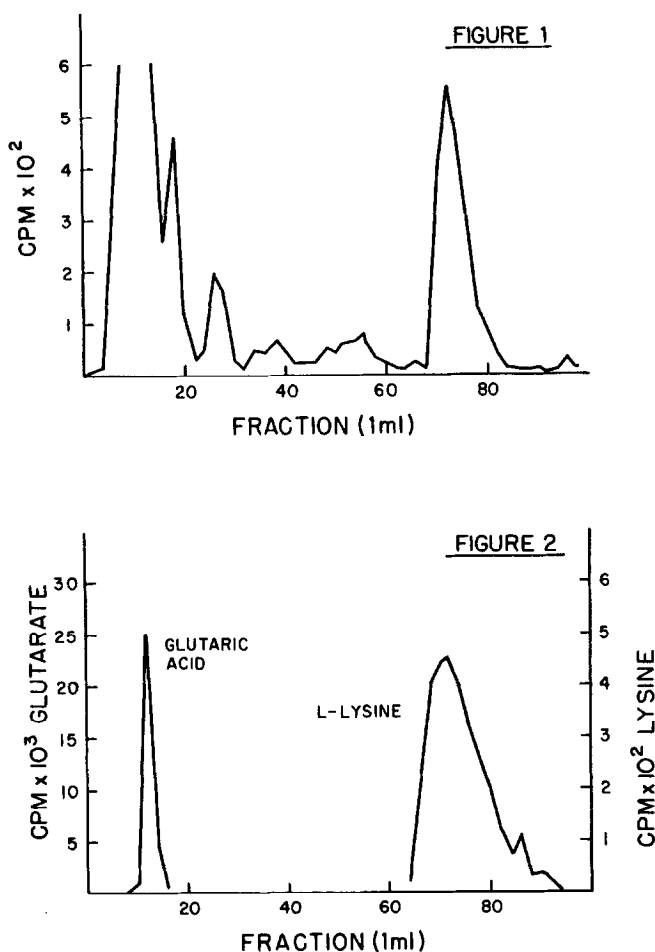 FIGURE 1
6
5
4
3
2
1
CPM x 10²
20 40 60 80
FRACTION (1ml)
FIGURE 2
30
25
20
15
10
5
CPM x 10³ GLUTARATE
GLUTARIC
ACID
L-LYSINE
6
5
4
3
2
1
CPM x 10² LYSINE
20 40 60 80
FRACTION (1ml)